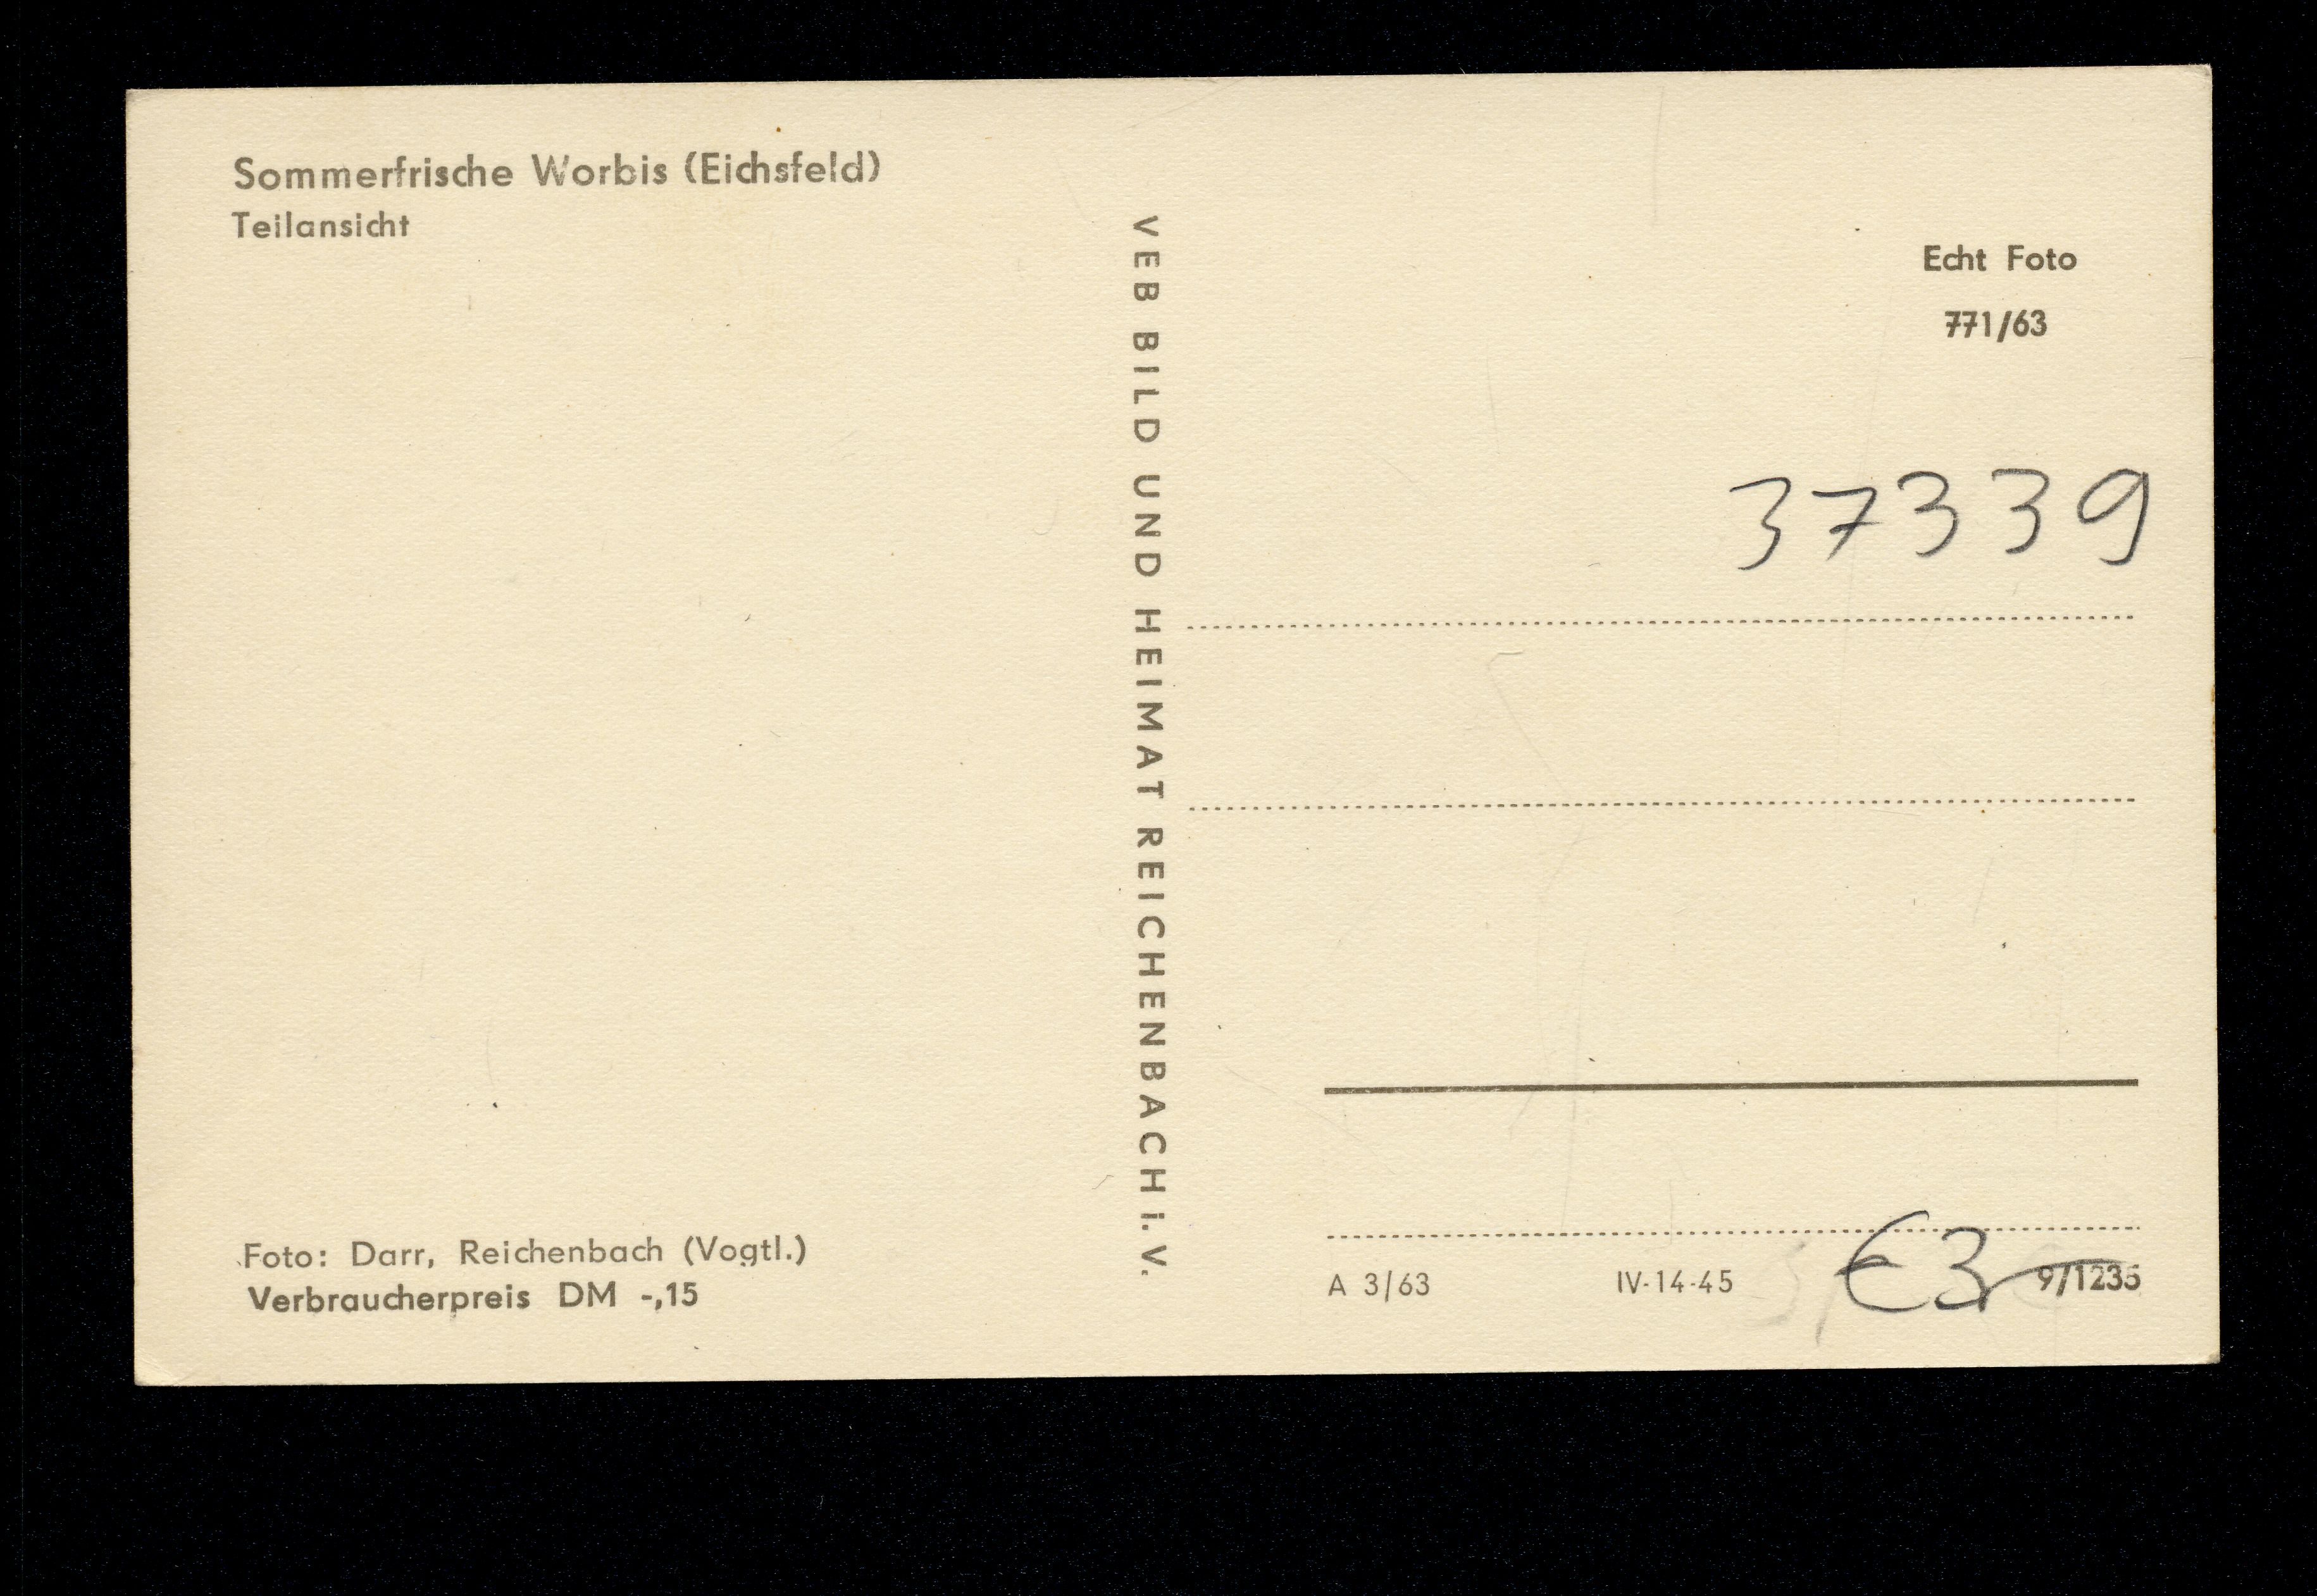 Sommerfrische Worbis (Eichsfeld)
Teilansicht
Foto: Darr, Reichenbach (Vogtl.)
Verbraucherpreis DM -,15
VEB BILD UND HEIMAT REICHENBACH i. V.
Echt Foto
771/63
37339
A 3/63 IV-14-45 9/1235
€3